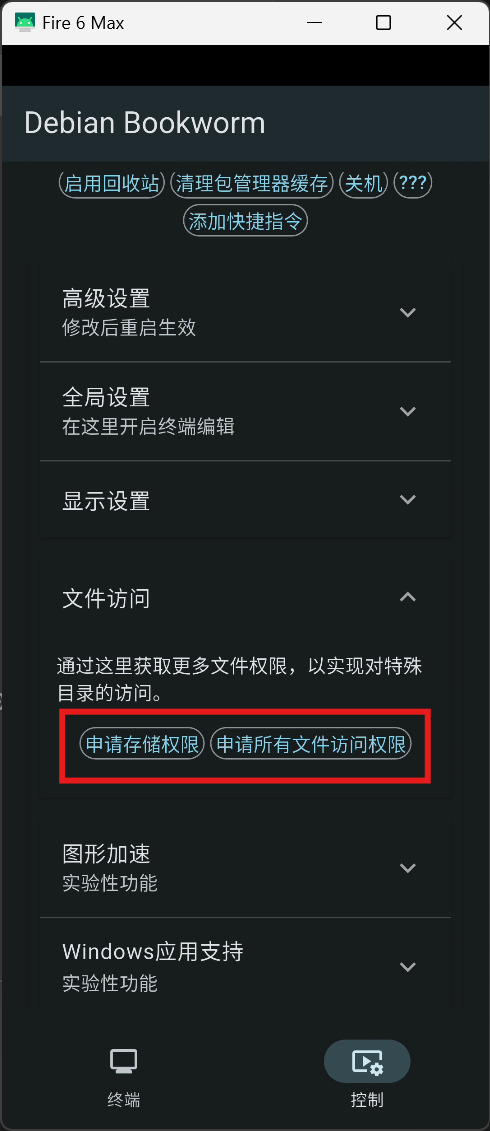 Fire 6 Max
Debian Bookworm
启用回收站 清理包管理器缓存 关机 ???
添加快捷指令
高级设置
修改后重启生效
全局设置
在这里开启终端编辑
显示设置
文件访问
通过这里获取更多文件权限，以实现对特殊
目录的访问。
申请存储权限 申请所有文件访问权限
图形加速
实验性功能
Windows应用支持
实验性功能
终端 控制